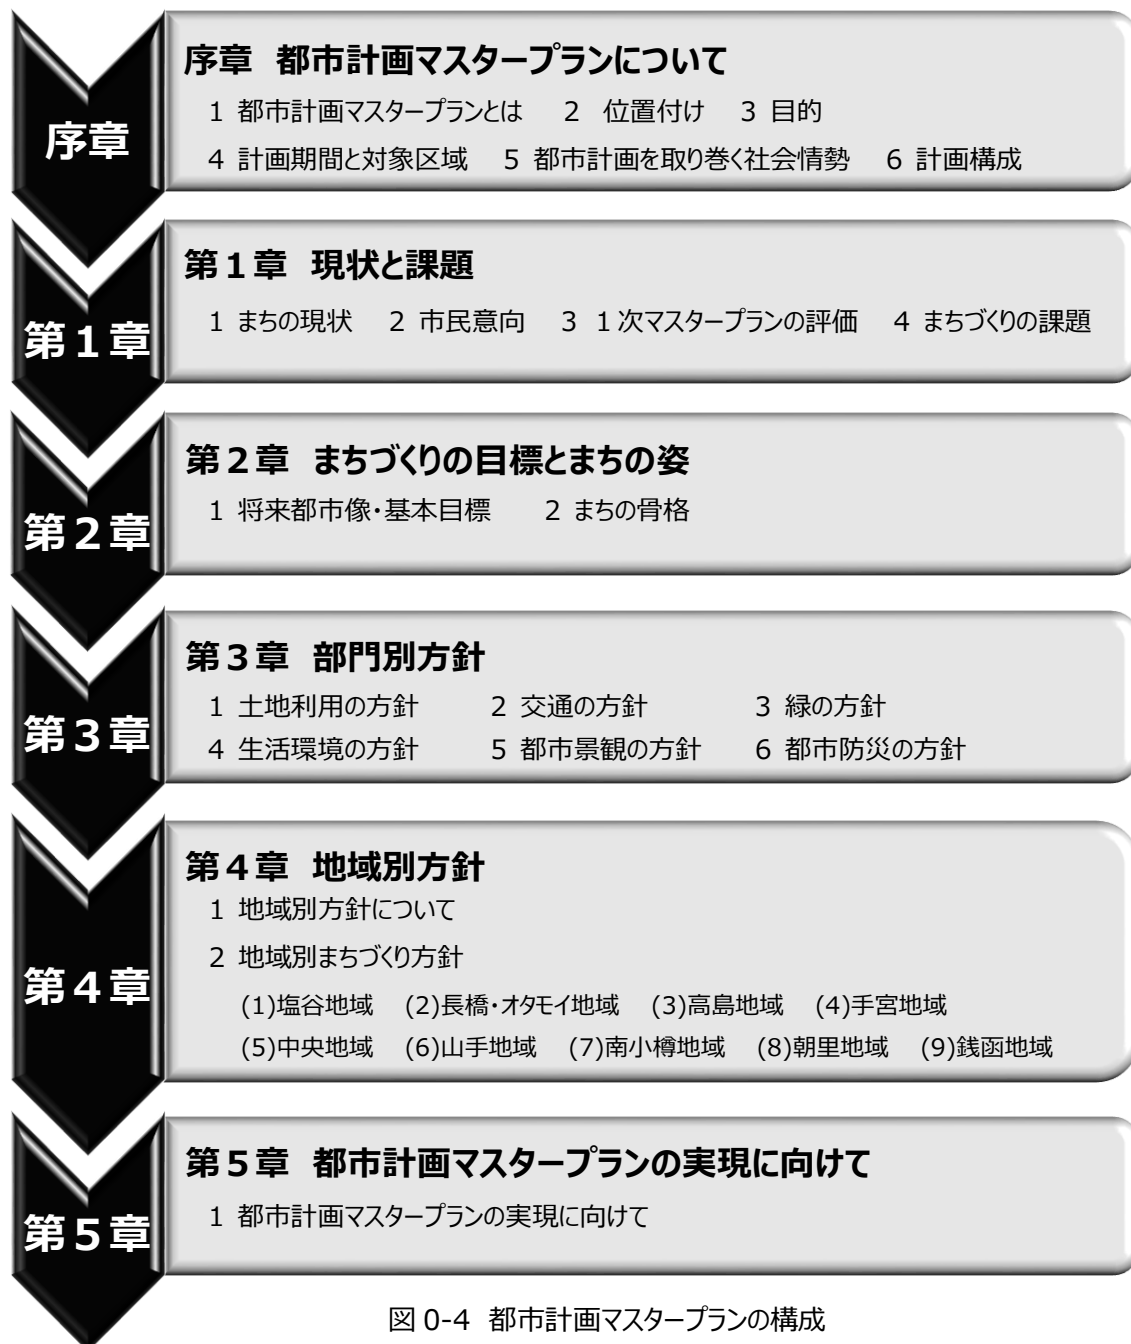 序章
序章 都市計画マスタープランについて
1 都市計画マスタープランとは 2 位置付け 3 目的
4 計画期間と対象区域 5 都市計画を取り巻く社会情勢 6 計画構成
第１章
第１章 現状と課題
1 まちの現状 2 市民意向 3 １次マスタープランの評価 4 まちづくりの課題
第２章
第２章 まちづくりの目標とまちの姿
1 将来都市像・基本目標 2 まちの骨格
第３章
第３章 部門別方針
1 土地利用の方針 2 交通の方針 3 緑の方針
4 生活環境の方針 5 都市景観の方針 6 都市防災の方針
第４章
第４章 地域別方針
1 地域別方針について
2 地域別まちづくり方針
(1)塩谷地域 (2)長橋・オタモイ地域 (3)高島地域 (4)手宮地域
(5)中央地域 (6)山手地域 (7)南小樽地域 (8)朝里地域 (9)銭函地域
第５章
第５章 都市計画マスタープランの実現に向けて
1 都市計画マスタープランの実現に向けて
図 0-4 都市計画マスタープランの構成